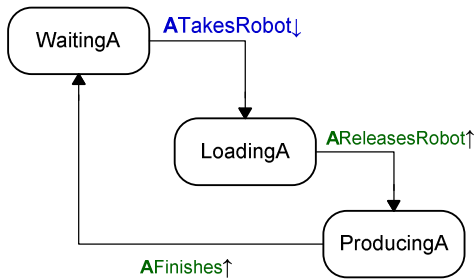 ATakesRobot↓
WaitingA
AReleasesRobot↑
LoadingA
ProducingA
AFinishes↑